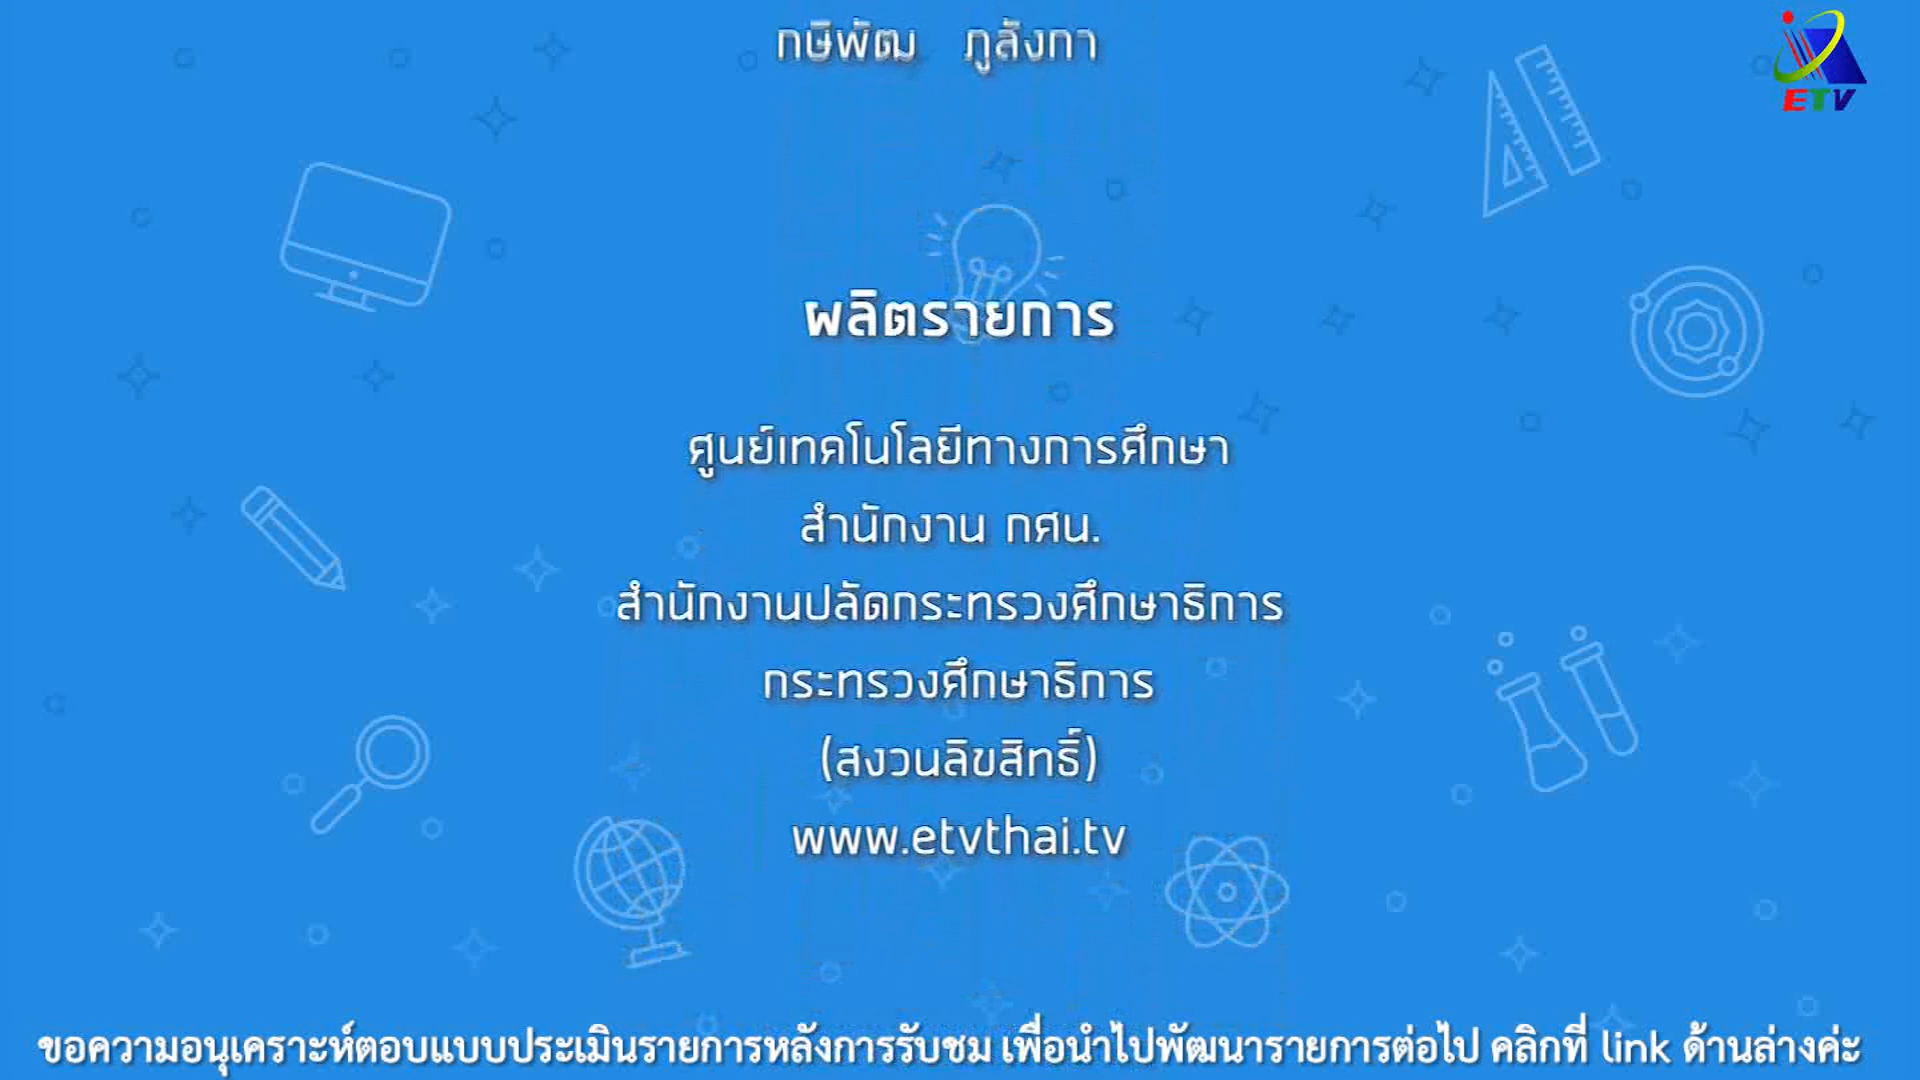 กษิพัฒ ภูลังกา
ETV
ผลิตรายการ
ศูนย์เทคโนโลยีทางการศึกษา
สำนักงาน กศน.
สำนักงานปลัดกระทรวงศึกษาธิการ
กระทรวงศึกษาธิการ
(สงวนลิขสิทธิ์)
www.etvthai.tv
ขอความอนุเคราะห์ตอบแบบประเมินรายการหลังการรับชม เพื่อนำไปพัฒนารายการต่อไป คลิกที่ link ด้านล่างค่ะ